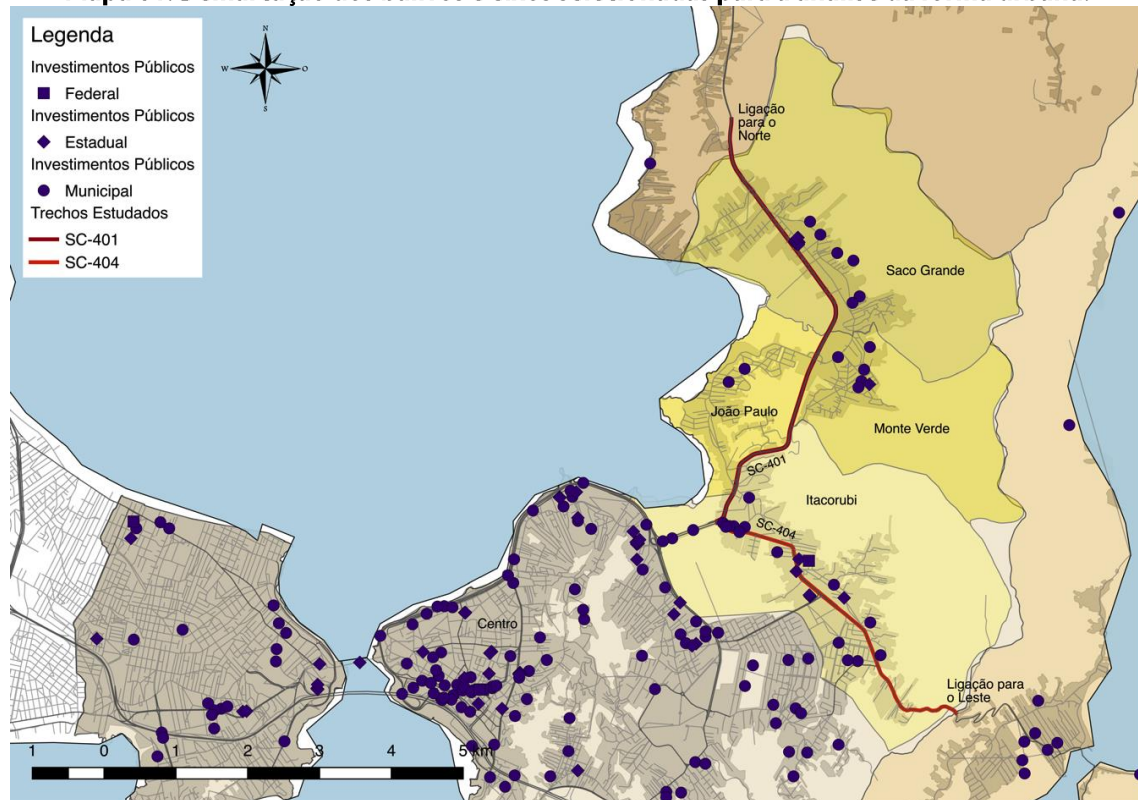 Legenda
Investimentos Públicos
Federal
Investimentos Públicos
Estadual
Investimentos Públicos
Municipal
Trechos Estudados
SC-401
SC-404
N
W
O
S
Ligação
para o
Norte
Saco Grande
João Paulo
Monte Verde
SC-401
Itacorubi
SC-404
Centro
Ligação para
o Leste
1 0 1 2 3 4 5 km